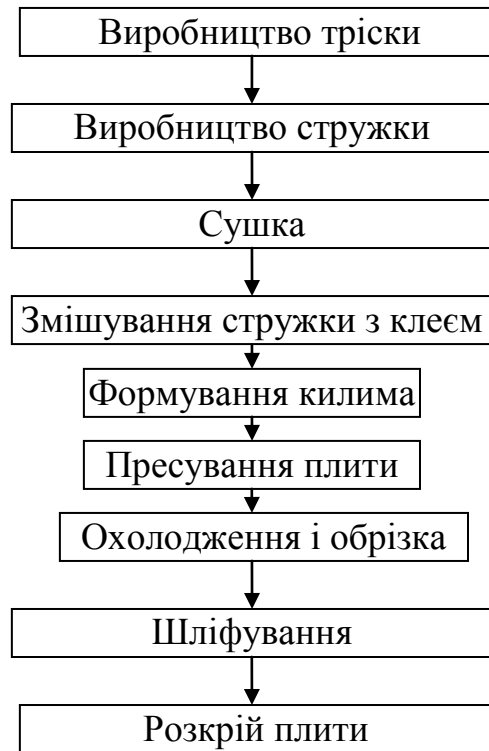 Виробництво тріски
Виробництво стружки
Сушка
Змішування стружки з клеєм
Формування килима
Пресування плити
Охолодження і обрізка
Шліфування
Розкрій плити